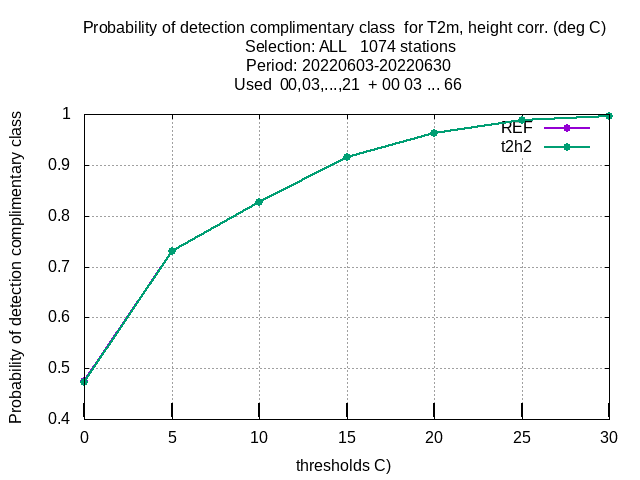 Probability of detection complimentary class  for T2m, height corr. (deg C)
Selection: ALL   1074 stations
Period: 20220603-20220630
Used  00,03,...,21  + 00 03 ... 66
Probability of detection complimentary class
1
0.9
0.8
0.7
0.6
0.5
0.4
REF
t2h2
0 5 10 15 20 25 30
thresholds C)